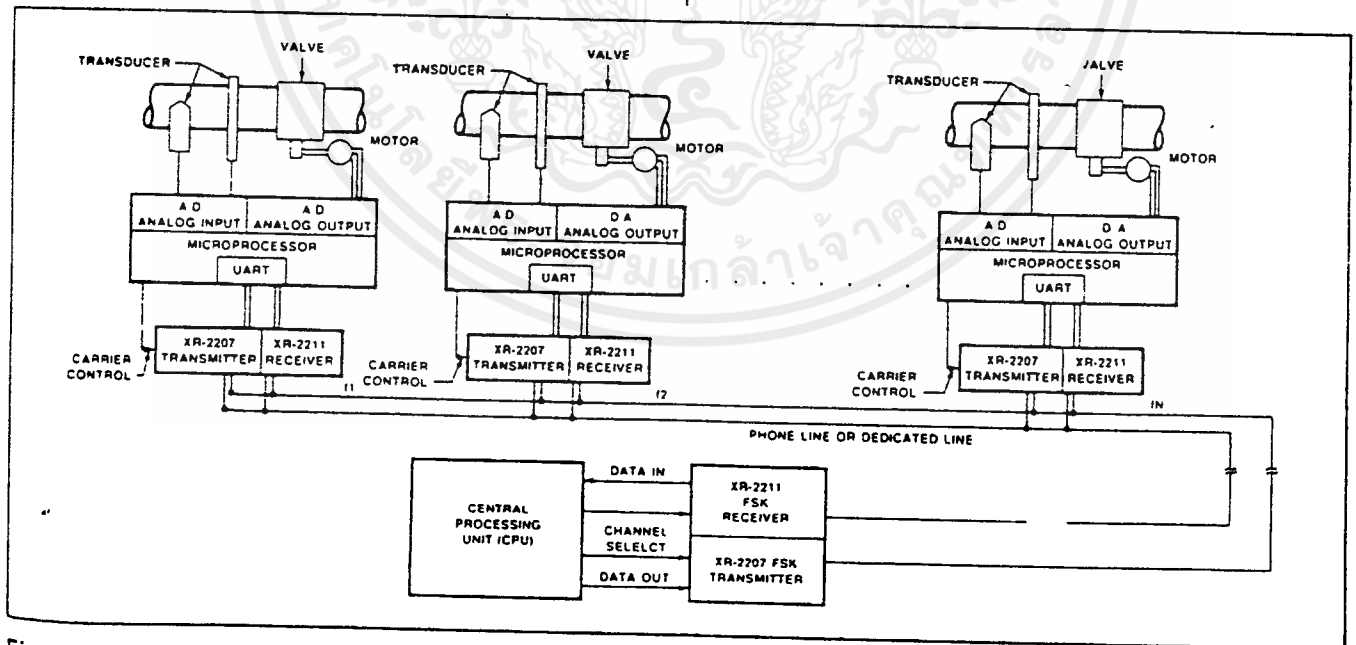 VALVE
TRANSDUCER
MOTOR
A D
ANALOG INPUT
A D
ANALOG OUTPUT
MICROPROCESSOR
UART
XR-2207
TRANSMITTER
XR-2211
RECEIVER
CARRIER
CONTROL
f1
VALVE
TRANSDUCER
MOTOR
A D
ANALOG INPUT
D A
ANALOG OUTPUT
MICROPROCESSOR
UART
XR-2207
TRANSMITTER
XR-2211
RECEIVER
CARRIER
CONTROL
f2
. . . . . . . .
VALVE
TRANSDUCER
MOTOR
A D
ANALOG INPUT
D A
ANALOG OUTPUT
MICROPROCESSOR
UART
XR-2207
TRANSMITTER
XR-2211
RECEIVER
CARRIER
CONTROL
fN
PHONE LINE OR DEDICATED LINE
CENTRAL
PROCESSING
UNIT (CPU)
DATA IN
CHANNEL
SELELCT
DATA OUT
XR-2211
FSK
RECEIVER
XR-2207 FSK
TRANSMITTER